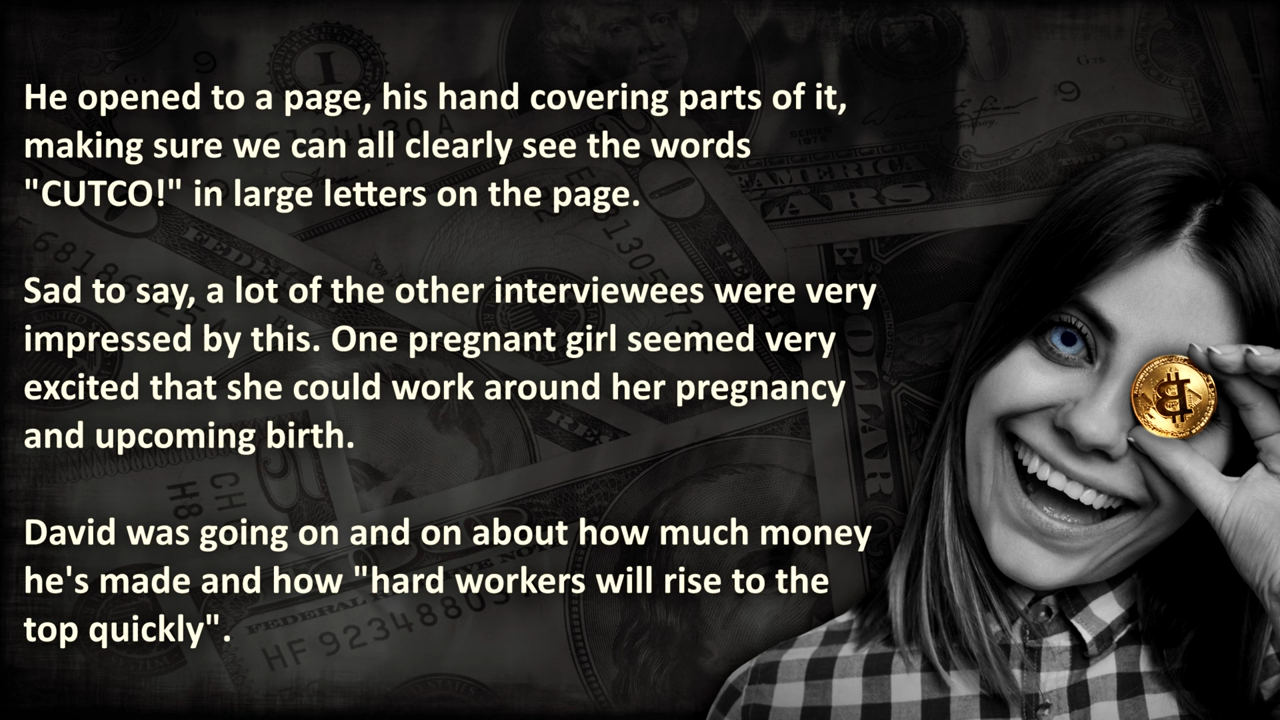 He opened to a page, his hand covering parts of it,
making sure we can all clearly see the words
"CUTCO!" in large letters on the page.
Sad to say, a lot of the other interviewees were very
impressed by this. One pregnant girl seemed very
excited that she could work around her pregnancy
and upcoming birth.
David was going on and on about how much money
he's made and how "hard workers will rise to the
top quickly".